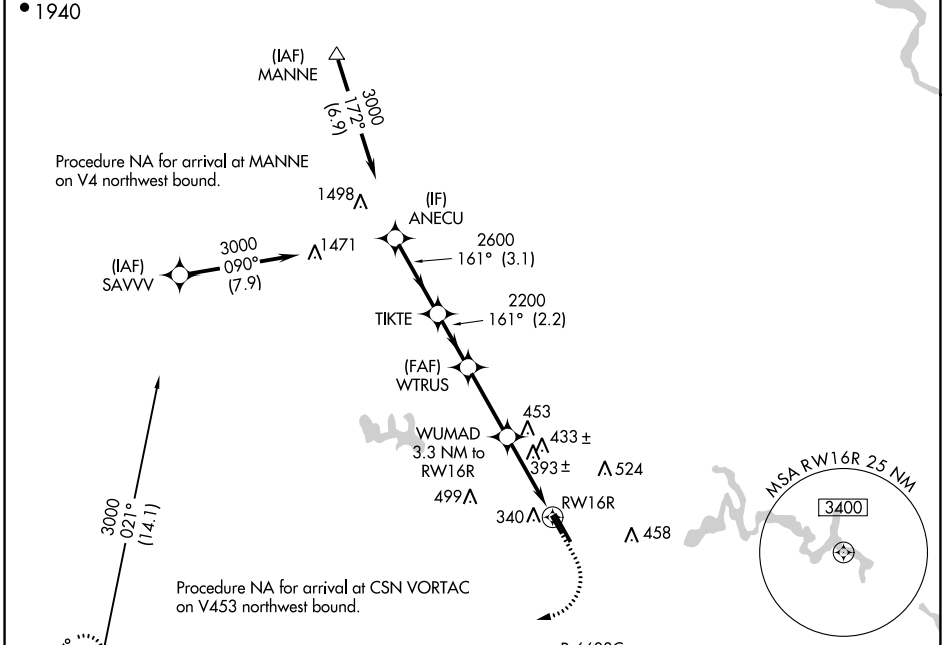 1940
(IAF)
MANNE
3000
172°
(6.9)
Procedure NA for arrival at MANNE
on V4 northwest bound.
1498
(IF)
ANECU
3000
090°
(7.9)
1471
2600
161° (3.1)
(IAF)
SAVVV
TIKTE
2200
161° (2.2)
(FAF)
WTRUS
453
WUMAD
3.3 NM to
RW16R
433 ±
393 ±
524
499
340
RW16R
458
MSA RW16R 25 NM
3400
3000
021°
(14.1)
Procedure NA for arrival at CSN VORTAC
on V453 northwest bound.